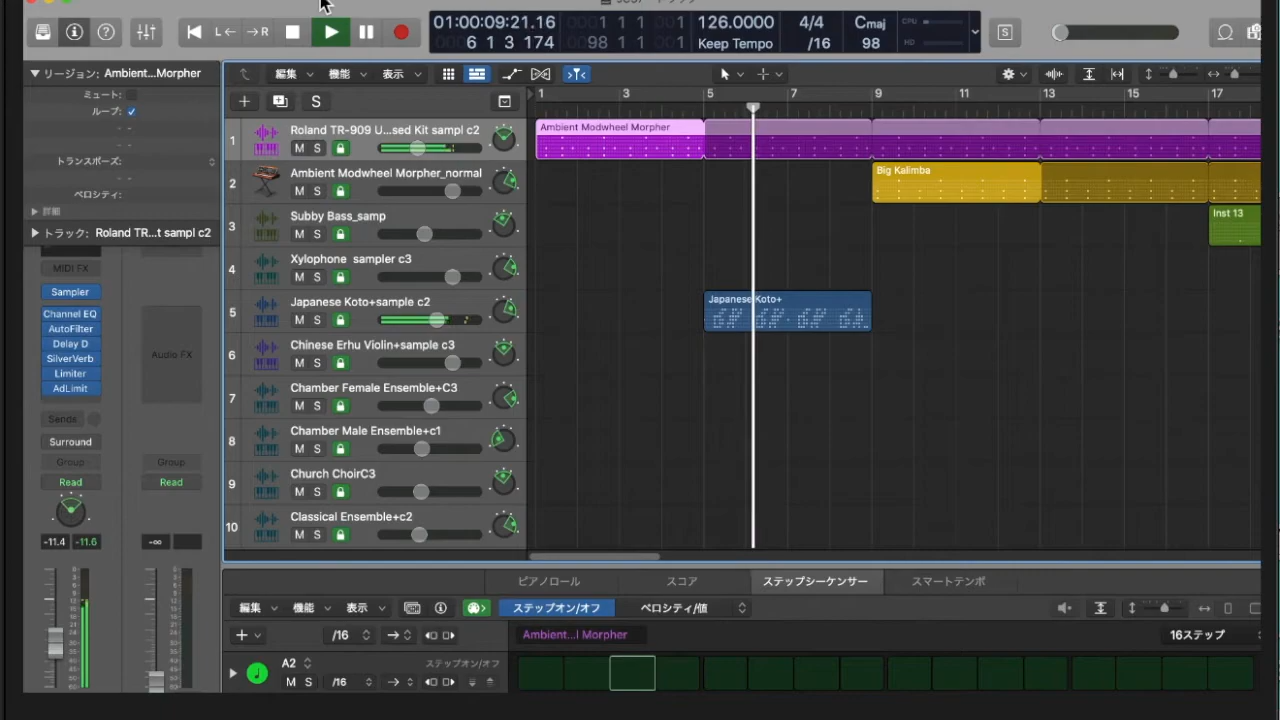 L←
→R
01:00:09:21.16
6 1 3 174
001 1 1 001
98 1 1 001
126.0000
Keep Tempo
4/4
/16
Cmaj
98
CPU
HD
S
リージョン: Ambient...Morpher
ミュート:
ループ:
トランスポーズ:
ベロシティ:
詳細
トラック: Roland TR...t sampl c2
編集
機能
表示
S
1
3
5
7
9
11
13
15
17
1
Roland TR-909 U...sed Kit sampl c2
M S
Ambient Modwheel Morpher
2
Ambient Modwheel Morpher_normal
M S
Big Kalimba
3
Subby Bass_samp
M S
Inst 13
4
Xylophone sampler c3
M S
5
Japanese Koto+sample c2
M S
Japanese Koto+
6
Chinese Erhu Violin+sample c3
M S
7
Chamber Female Ensemble+C3
M S
8
Chamber Male Ensemble+c1
M S
9
Church ChoirC3
M S
10
Classical Ensemble+c2
M S
MIDI FX
Sampler
Channel EQ
AutoFilter
Delay D
SilverVerb
Limiter
AdLimit
Audio FX
Sends
Surround
Group
Group
Read
Read
-11.4
-11.6
-∞
ピアノロール
スコア
ステップシーケンサー
スマートテンポ
編集
機能
表示
ステップオン/オフ
ベロシティ/値
/16
Ambient...l Morpher
16ステップ
A2
ステップオン/オフ
M S
/16